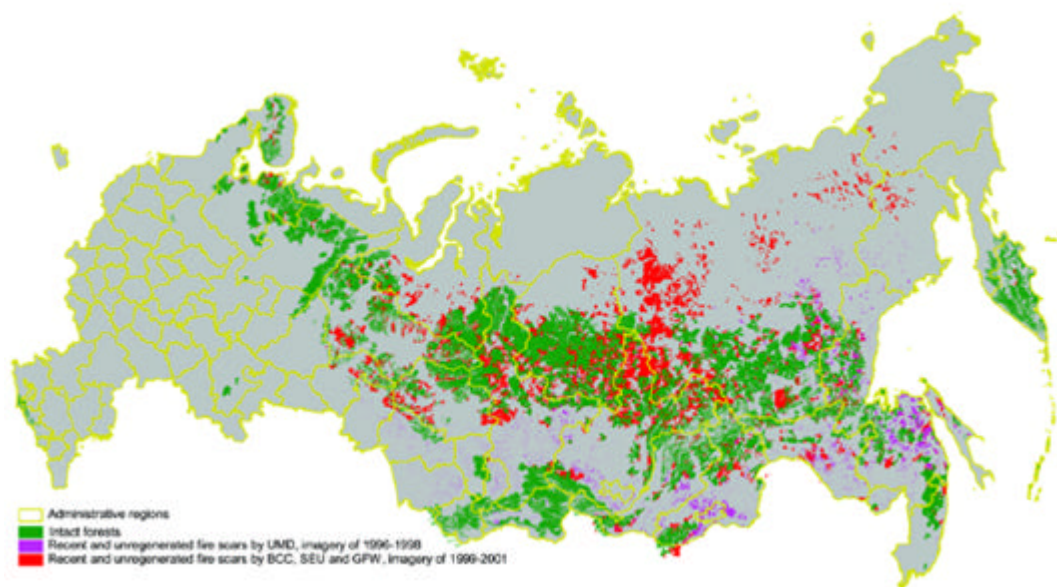 Administrative regions
Intact forests
Recent and unregenerated fire scars by UMD, imagery of 1996-1998
Recent and unregenerated fire scars by BCC, SEU and GFW, imagery of 1999-2001